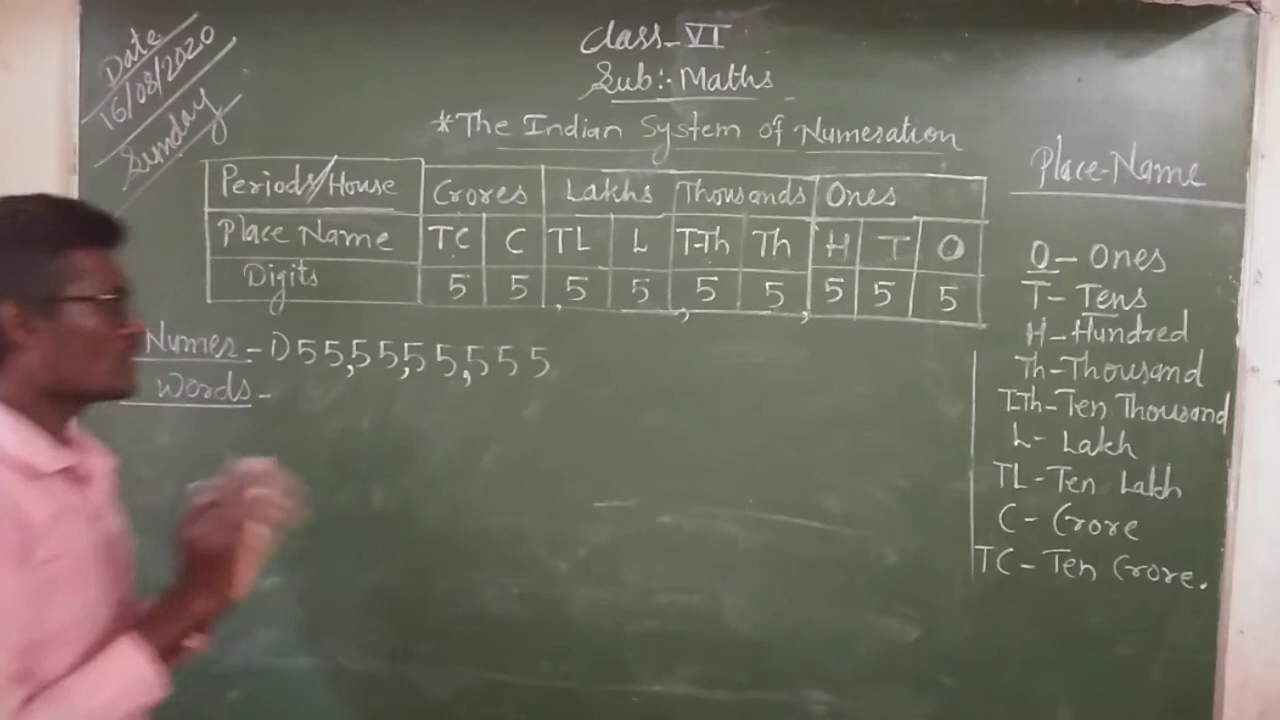 Date
16/08/2020
Sunday
Class-VI
Sub:- Maths
*The Indian System of Numeration
Periods/House Crores Lakhs Thousands Ones
Place Name TC C TL L T-Th Th H T O
Digits 5 5, 5 5, 5 5, 5 5 5
Numer - 1) 55,55,55,555
Words -
Place-Name
O - Ones
T - Tens
H - Hundred
Th - Thousand
T-Th - Ten Thousand
L - Lakh
TL - Ten Lakh
C - Crore
TC - Ten Crore.